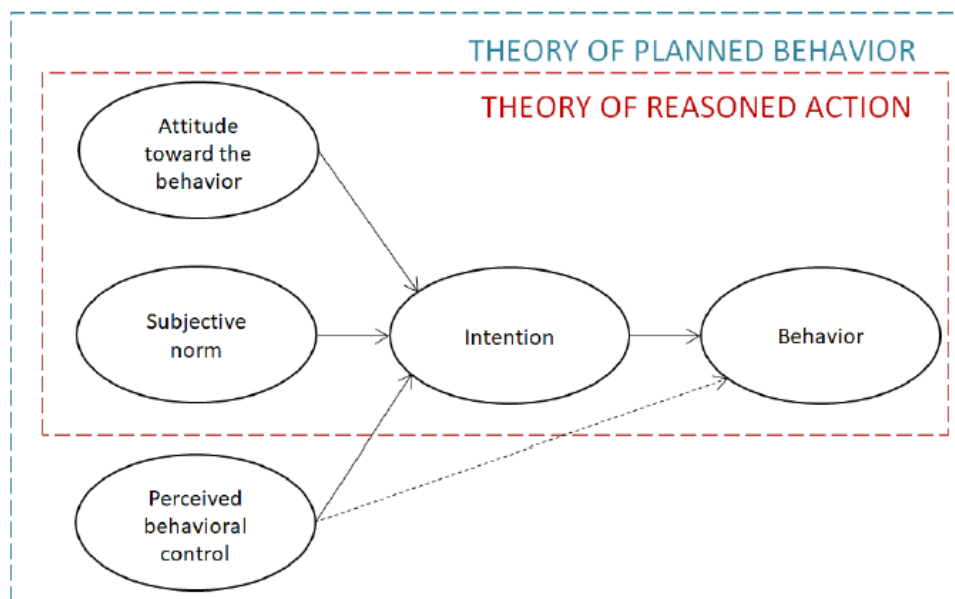 THEORY OF PLANNED BEHAVIOR
THEORY OF REASONED ACTION
Attitude
toward the
behavior
Subjective
norm
Intention
Behavior
Perceived
behavioral
control